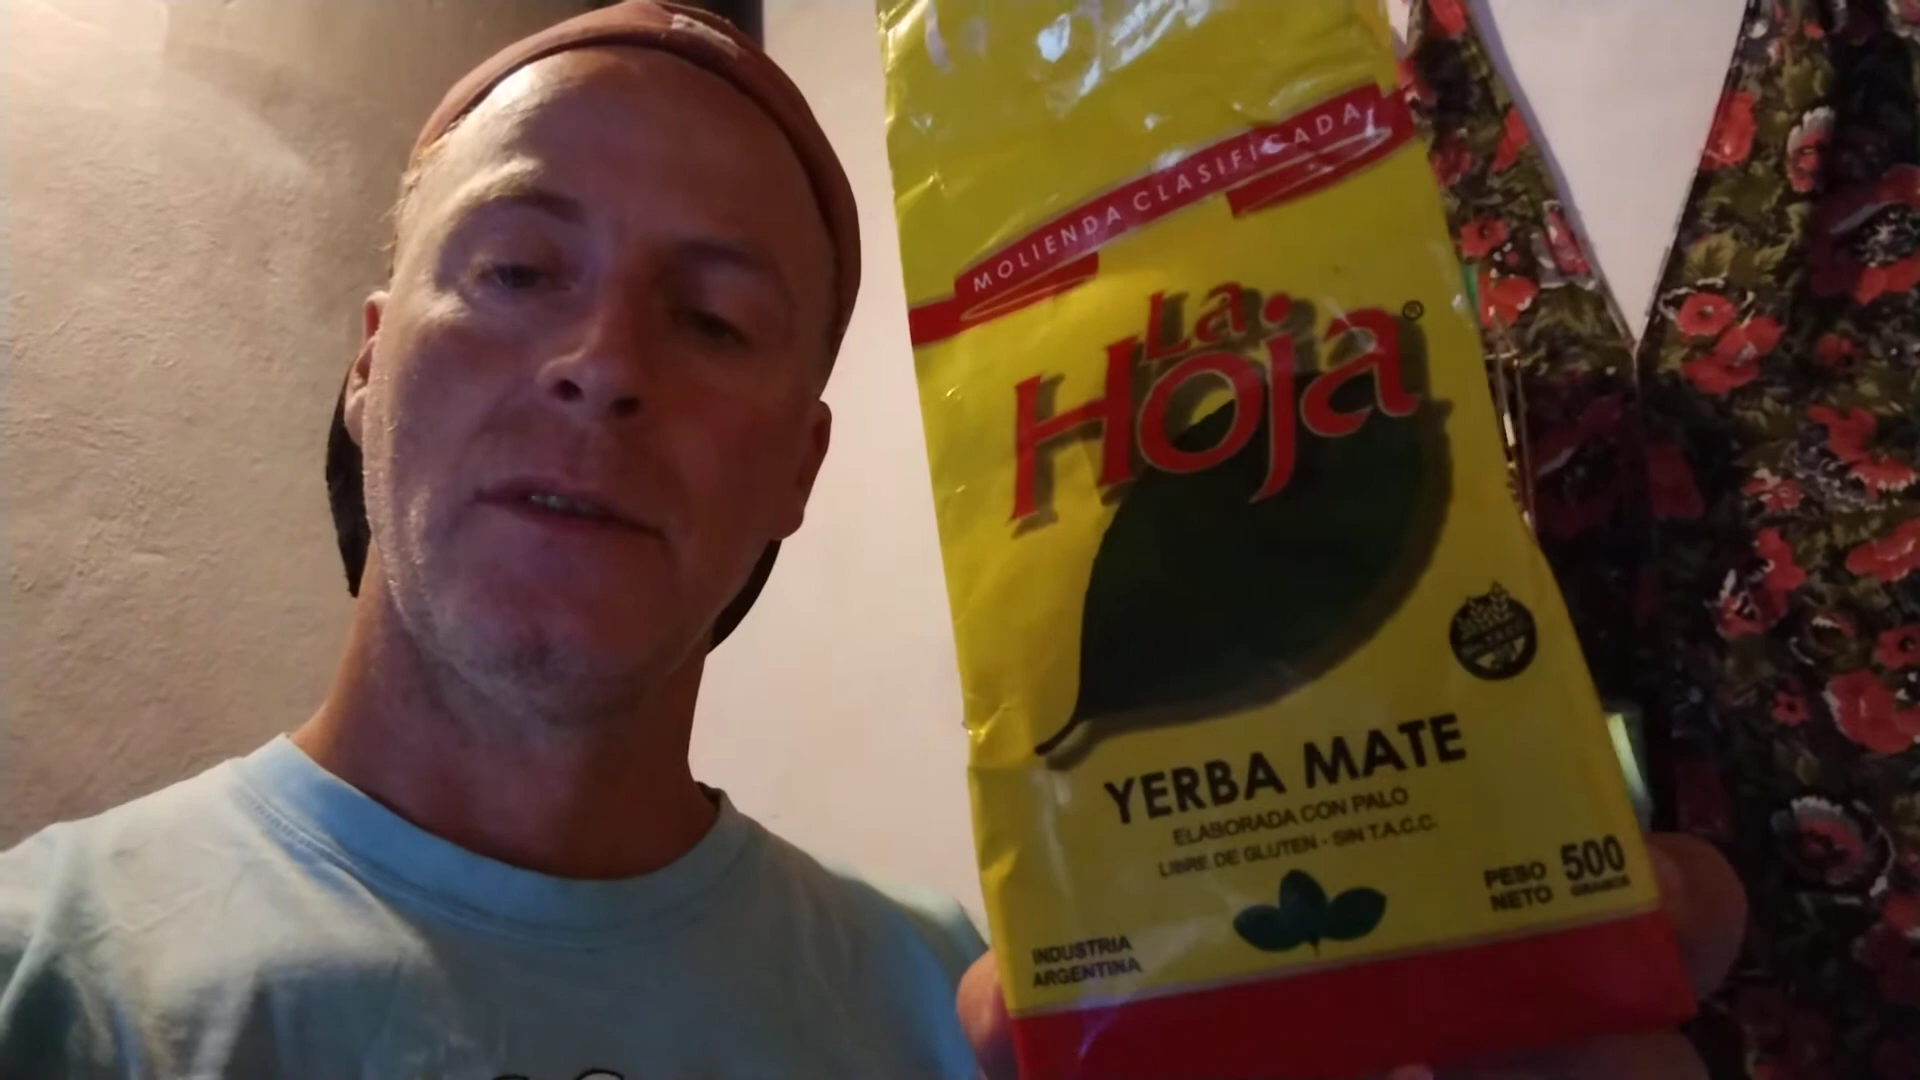 MOLIENDA CLASIFICADA
La
Hoja®
YERBA MATE
ELABORADA CON PALO
LIBRE DE GLUTEN - SIN T.A.C.C.
PESO
NETO
500
GRAMOS
INDUSTRIA
ARGENTINA